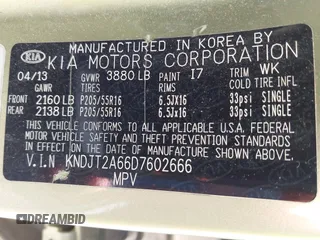 MANUFACTURED IN KOREA BY
KIA KIA MOTORS CORPORATION
04/13 GVWR 3880 LB PAINT I7 TRIM WK
GAWR TIRES RIMS COLD TIRE INFL
FRONT 2160 LB P205/55R16 6.5JX16 33psi SINGLE
REAR 2138 LB P205/55R16 6.5Jx16 33psi SINGLE
THIS VEHICLE CONFORMS TO ALL APPLICABLE
FEDERAL MOTOR VEHICLE
SAFETY AND THEFT PREVENTION STANDARDS IN
EFFECT ON THE DATE OF MANUFACTURE SHOWN ABOVE.
V.I.N KNDJT2A66D7602666
MPV
DREAMBID